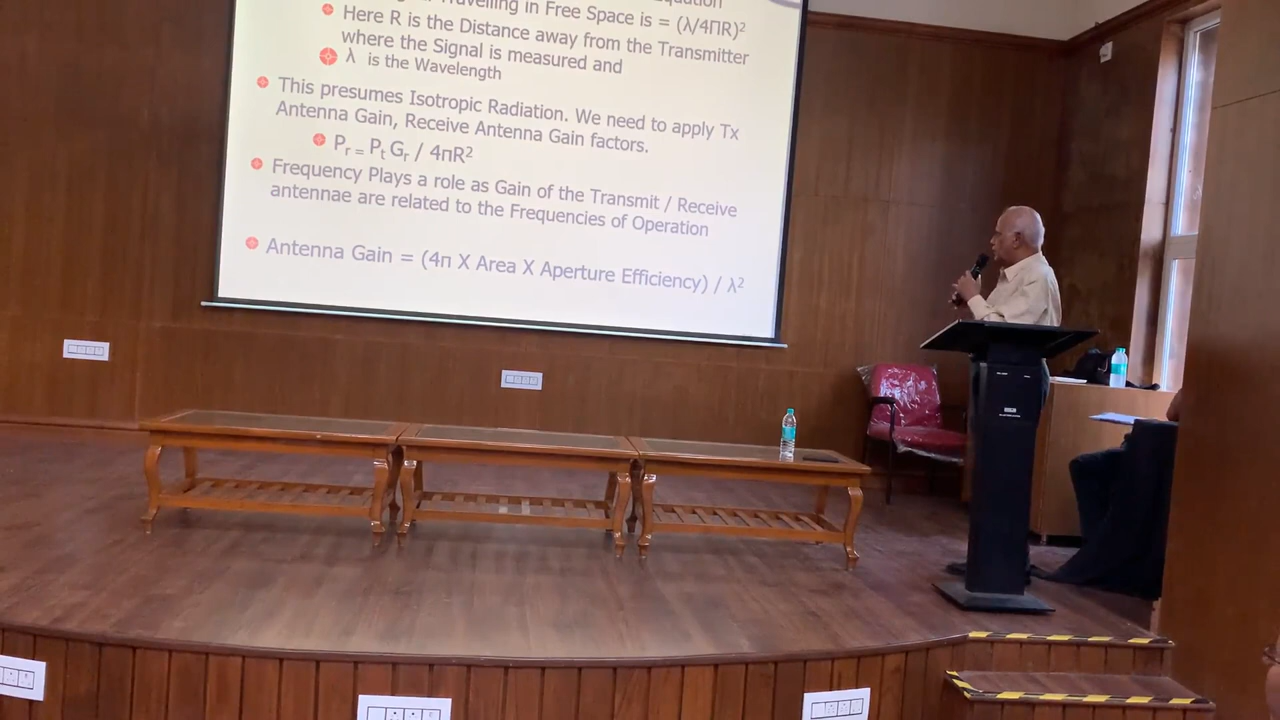 Travelling in Free Space is = (λ/4ΠR)²
Here R is the Distance away from the Transmitter
where the Signal is measured and
λ is the Wavelength
This presumes Isotropic Radiation. We need to apply Tx
Antenna Gain, Receive Antenna Gain factors.
Pr = Pt Gr / 4πR²
Frequency Plays a role as Gain of the Transmit / Receive
antennae are related to the Frequencies of Operation
Antenna Gain = (4π X Area X Aperture Efficiency) / λ²